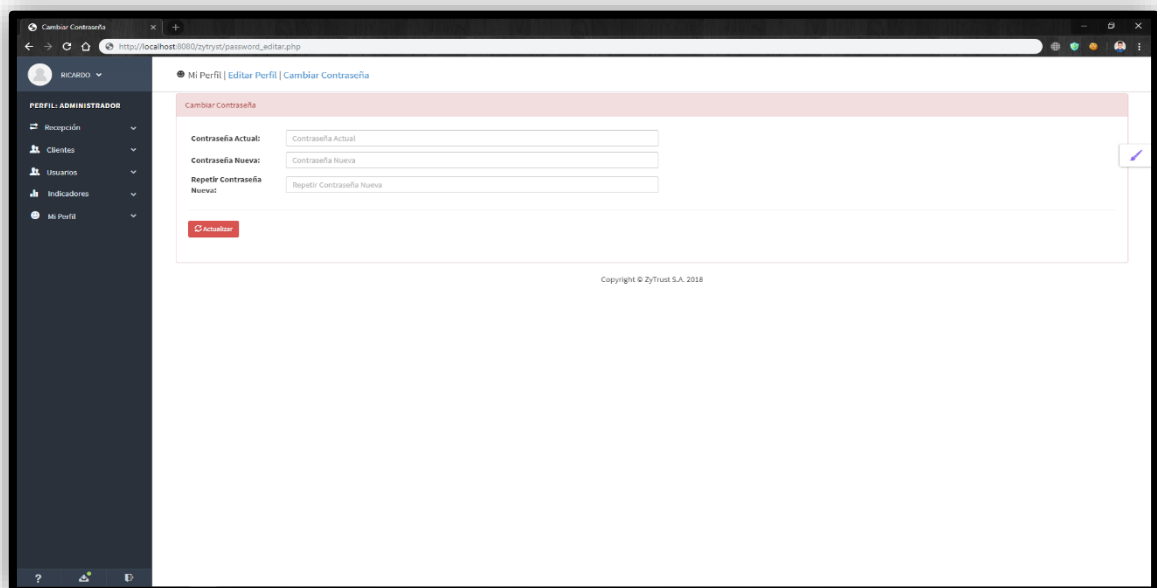 Cambiar Contraseña
http://localhost:8080/zytryst/password_editar.php
RICARDO
Mi Perfil | Editar Perfil | Cambiar Contraseña
PERFIL: ADMINISTRADOR
Recepción
Clientes
Usuarios
Indicadores
Mi Perfil
Cambiar Contraseña
Contraseña Actual:
Contraseña Actual
Contraseña Nueva:
Contraseña Nueva
Repetir Contraseña
Nueva:
Repetir Contraseña Nueva
Actualizar
Copyright © ZyTrust S.A. 2018
?